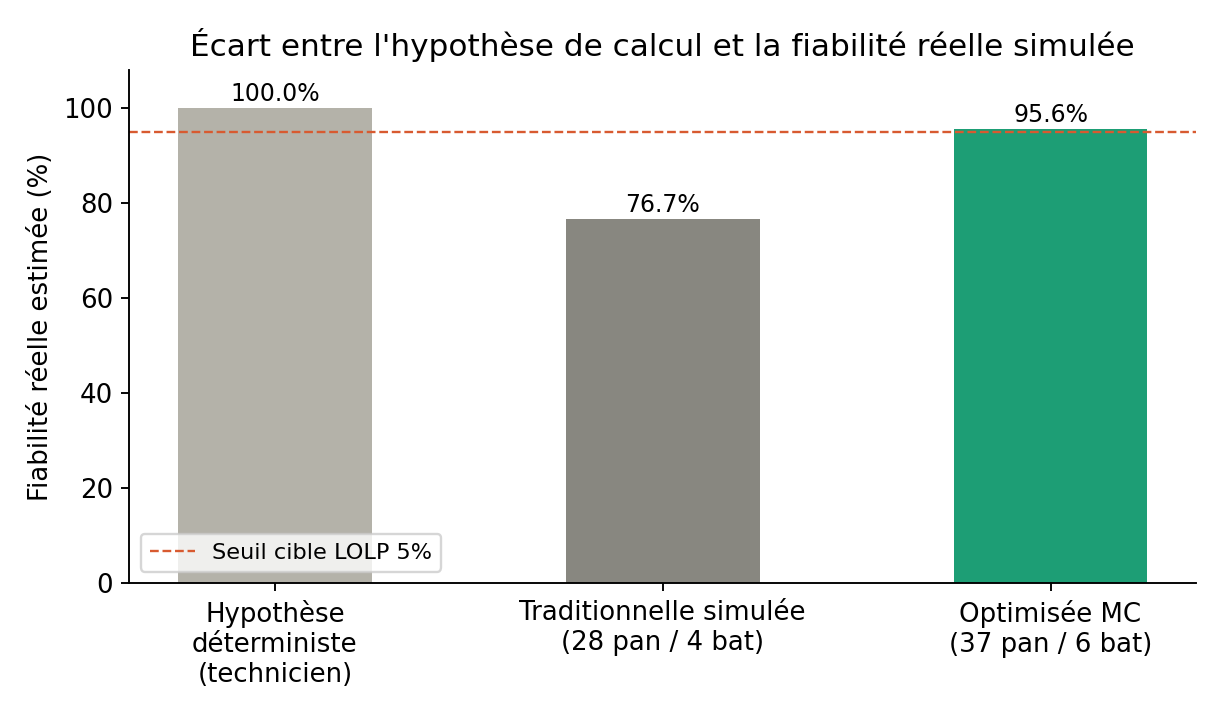 Écart entre l'hypothèse de calcul et la fiabilité réelle simulée
Fiabilité réelle estimée (%)
100
80
60
40
20
0
100.0%
76.7%
95.6%
Seuil cible LOLP 5%
Hypothèse
déterministe
(technicien)
Traditionnelle simulée
(28 pan / 4 bat)
Optimisée MC
(37 pan / 6 bat)